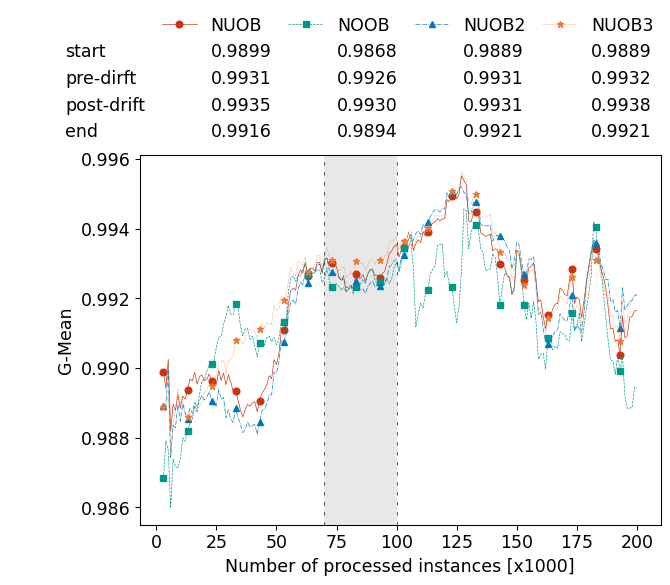 NUOB NOOB NUOB2 NUOB3
start 0.9899 0.9868 0.9889 0.9889
pre-dirft 0.9931 0.9926 0.9931 0.9932
post-drift 0.9935 0.9930 0.9931 0.9938
end 0.9916 0.9894 0.9921 0.9921
0.996
0.994
0.992
0.990
0.988
0.986
G-Mean
0 25 50 75 100 125 150 175 200
Number of processed instances [x1000]